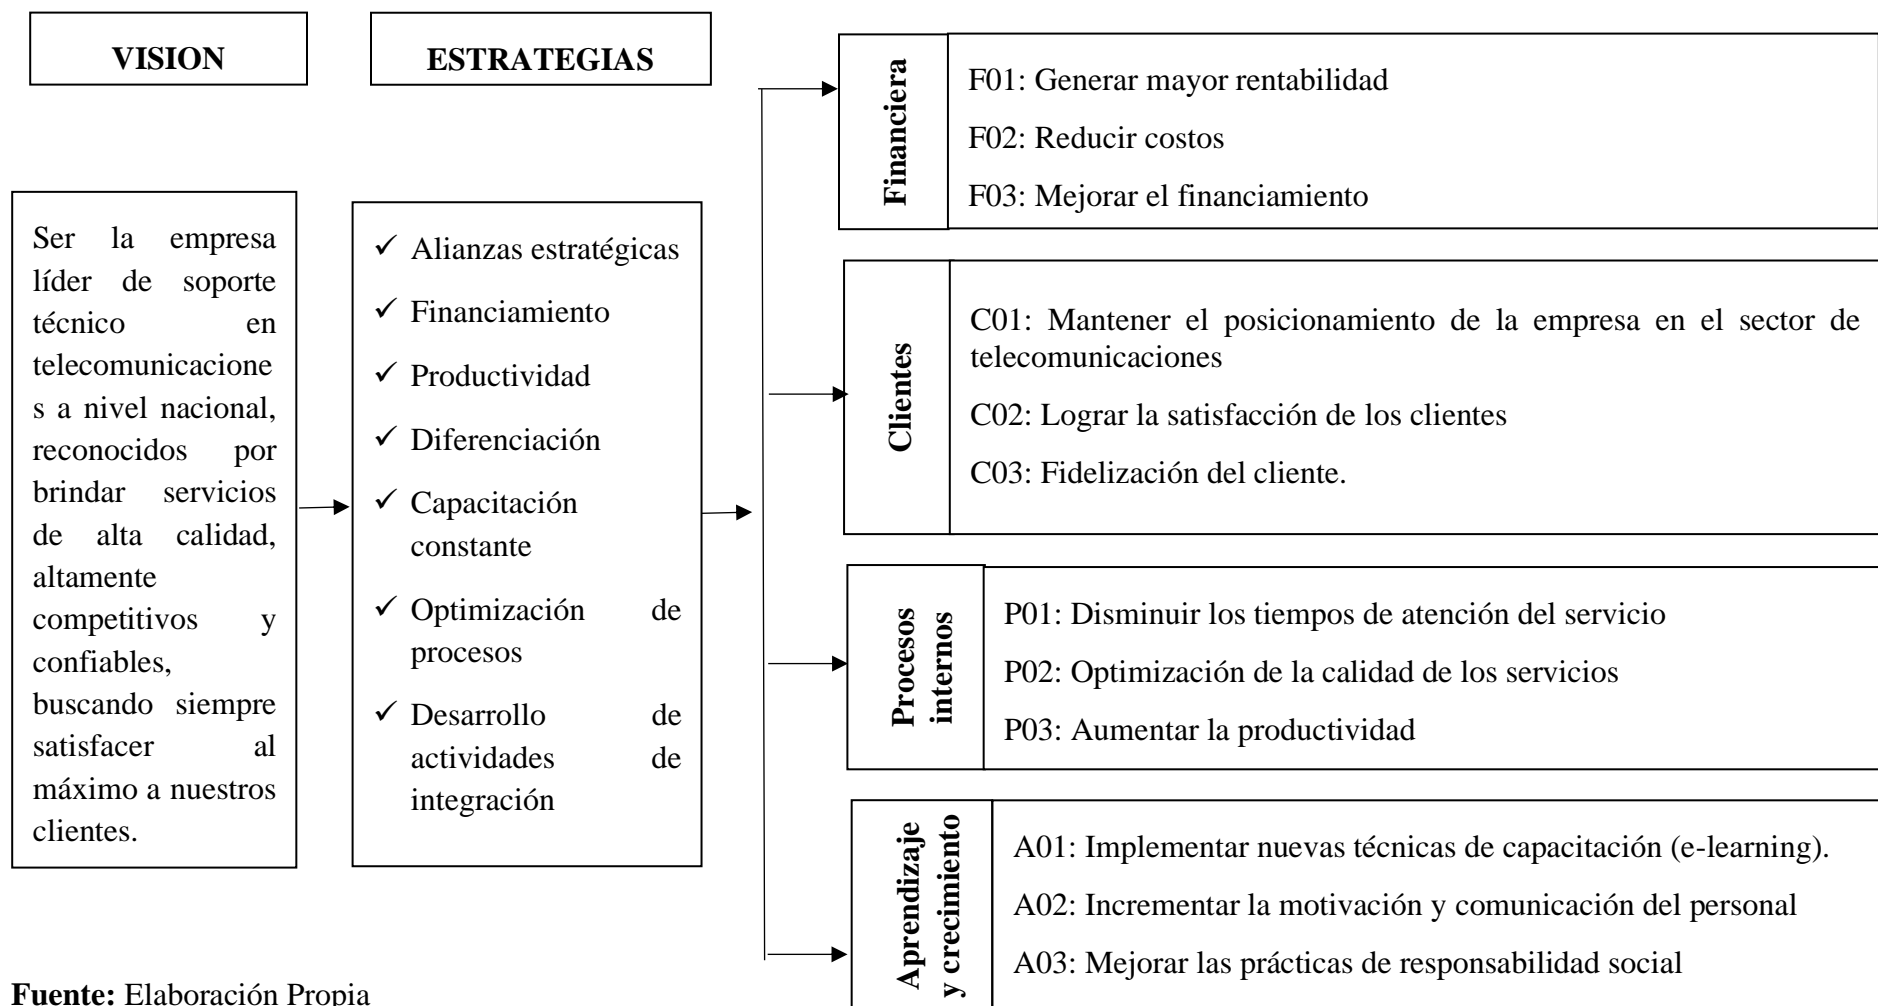 VISION
ESTRATEGIAS
Ser la empresa
líder de soporte
técnico en
telecomunicacione
s a nivel nacional,
reconocidos por
brindar servicios
de alta calidad,
altamente
competitivos y
confiables,
buscando siempre
satisfacer al
máximo a nuestros
clientes.
✓ Alianzas estratégicas
✓ Financiamiento
✓ Productividad
✓ Diferenciación
✓ Capacitación
constante
✓ Optimización de
procesos
✓ Desarrollo de
actividades de
integración
Financiera
F01: Generar mayor rentabilidad
F02: Reducir costos
F03: Mejorar el financiamiento
Clientes
C01: Mantener el posicionamiento de la empresa en el sector de
telecomunicaciones
C02: Lograr la satisfacción de los clientes
C03: Fidelización del cliente.
Procesos
internos
P01: Disminuir los tiempos de atención del servicio
P02: Optimización de la calidad de los servicios
P03: Aumentar la productividad
Aprendizaje
y crecimiento
A01: Implementar nuevas técnicas de capacitación (e-learning).
A02: Incrementar la motivación y comunicación del personal
A03: Mejorar las prácticas de responsabilidad social
Fuente: Elaboración Propia